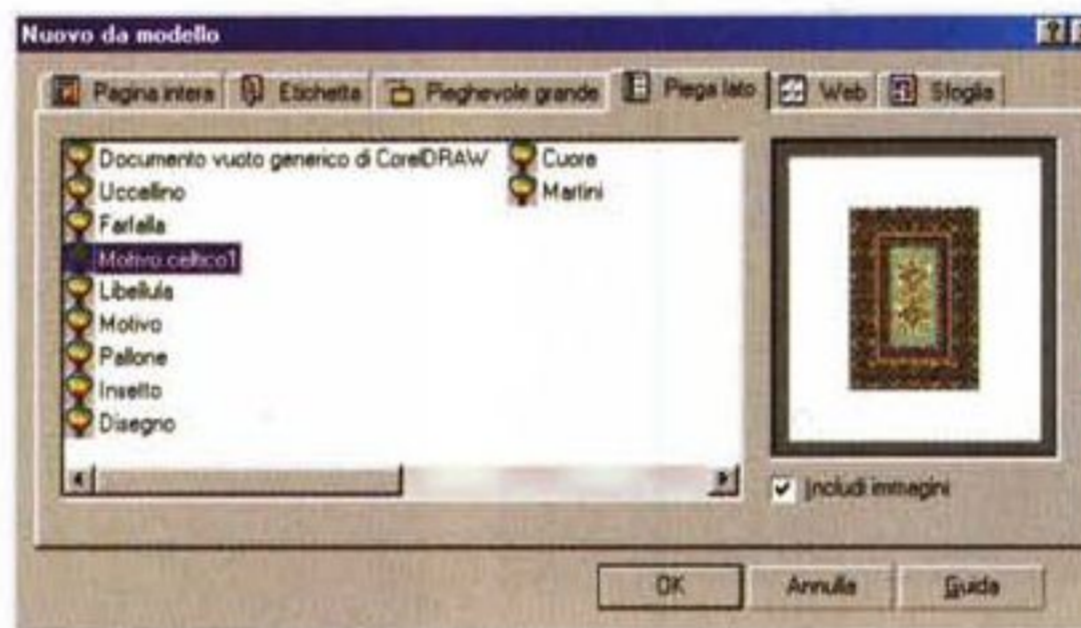 Nuovo da modello
Pagina intera Etichetta Pieghevole grande Piega lato Web Sfoglia
Documento vuoto generico di CorelDRAW Cuore
Uccellino Martini
Farfalla
Motivo celtico1
Libellula
Motivo
Pallone
Insetto
Disegno
Includi immagini
OK Annulla Guida